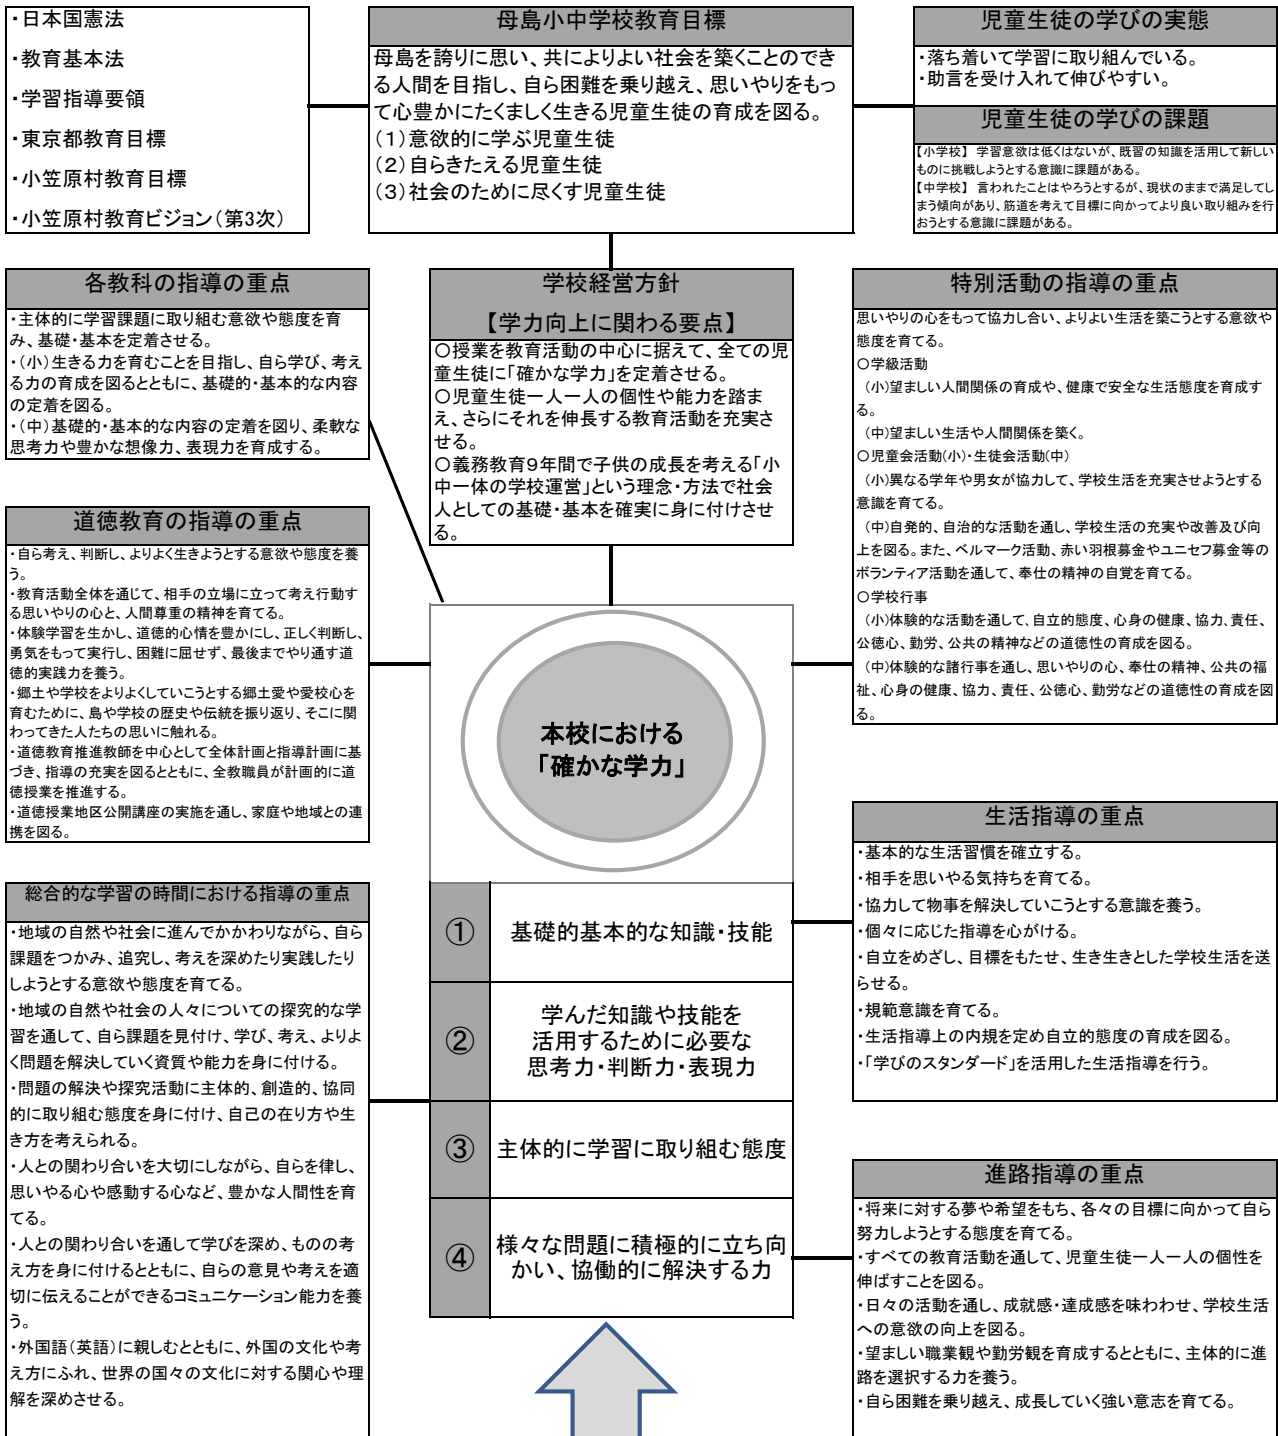 ・日本国憲法
・教育基本法
・学習指導要領
・東京都教育目標
・小笠原村教育目標
・小笠原村教育ビジョン（第3次）
母島小中学校教育目標
母島を誇りに思い、共によりよい社会を築くことのでき
る人間を目指し、自ら困難を乗り越え、思いやりをもっ
て心豊かにたくましく生きる児童生徒の育成を図る。
（１）意欲的に学ぶ児童生徒
（２）自らきたえる児童生徒
（３）社会のために尽くす児童生徒
児童生徒の学びの実態
・落ち着いて学習に取り組んでいる。
・助言を受け入れて伸びやすい。
児童生徒の学びの課題
【小学校】 学習意欲は低くはないが、既習の知識を活用して新しい
ものに挑戦しようとする意識に課題がある。
【中学校】 言われたことはやろうとするが、現状のままで満足してし
まう傾向があり、筋道を考えて目標に向かってより良い取り組みを行
おうとする意識に課題がある。
各教科の指導の重点
・主体的に学習課題に取り組む意欲や態度を育
み、基礎・基本を定着させる。
・（小）生きる力を育むことを目指し、自ら学び、考え
る力の育成を図るとともに、基礎的・基本的な内容
の定着を図る。
・（中）基礎的・基本的な内容の定着を図り、柔軟な
思考力や豊かな想像力、表現力を育成する。
学校経営方針
【学力向上に関わる要点】
○授業を教育活動の中心に据えて、全ての児
童生徒に「確かな学力」を定着させる。
○児童生徒一人一人の個性や能力を踏ま
え、さらにそれを伸長する教育活動を充実さ
せる。
○義務教育９年間で子供の成長を考える「小
中一体の学校運営」という理念・方法で社会
人としての基礎・基本を確実に身に付けさせ
る。
特別活動の指導の重点
思いやりの心をもって協力し合い、よりよい生活を築こうとする意欲や
態度を育てる。
○学級活動
（小）望ましい人間関係の育成や、健康で安全な生活態度を育成す
る。
（中）望ましい生活や人間関係を築く。
○児童会活動(小)・生徒会活動(中)
（小）異なる学年や男女が協力して、学校生活を充実させようとする
意識を育てる。
（中）自発的、自治的な活動を通し、学校生活の充実や改善及び向
上を図る。また、ベルマーク活動、赤い羽根募金やユニセフ募金等の
ボランティア活動を通して、奉仕の精神の自覚を育てる。
○学校行事
（小）体験的な活動を通して、自立的態度、心身の健康、協力、責任、
公徳心、勤労、公共の精神などの道徳性の育成を図る。
（中）体験的な諸行事を通し、思いやりの心、奉仕の精神、公共の福
祉、心身の健康、協力、責任、公徳心、勤労などの道徳性の育成を図
る。
道徳教育の指導の重点
・自ら考え、判断し、よりよく生きようとする意欲や態度を養
う。
・教育活動全体を通じて、相手の立場に立って考え行動す
る思いやりの心と、人間尊重の精神を育てる。
・体験学習を生かし、道徳的心情を豊かにし、正しく判断し、
勇気をもって実行し、困難に屈せず、最後までやり通す道
徳的実践力を養う。
・郷土や学校をよりよくしていこうとする郷土愛や愛校心を
育むために、島や学校の歴史や伝統を振り返り、そこに関
わってきた人たちの思いに触れる。
・道徳教育推進教師を中心として全体計画と指導計画に基
づき、指導の充実を図るとともに、全教職員が計画的に道
徳授業を推進する。
・道徳授業地区公開講座の実施を通し、家庭や地域との連
携を図る。
本校における
「確かな学力」
① 基礎的基本的な知識・技能
② 学んだ知識や技能を
活用するために必要な
思考力・判断力・表現力
③ 主体的に学習に取り組む態度
④ 様々な問題に積極的に立ち向
かい、協働的に解決する力
生活指導の重点
・基本的な生活習慣を確立する。
・相手を思いやる気持ちを育てる。
・協力して物事を解決していこうとする意識を養う。
・個々に応じた指導を心がける。
・自立をめざし、目標をもたせ、生き生きとした学校生活を送
らせる。
・規範意識を育てる。
・生活指導上の内規を定め自立的態度の育成を図る。
・「学びのスタンダード」を活用した生活指導を行う。
総合的な学習の時間における指導の重点
・地域の自然や社会に進んでかかわりながら、自ら
課題をつかみ、追究し、考えを深めたり実践したり
しようとする意欲や態度を育てる。
・地域の自然や社会の人々についての探究的な学
習を通して、自ら課題を見付け、学び、考え、よりよ
く問題を解決していく資質や能力を身に付ける。
・問題の解決や探究活動に主体的、創造的、協同
的に取り組む態度を身に付け、自己の在り方や生
き方を考えられる。
・人との関わり合いを大切にしながら、自らを律し、
思いやる心や感動する心など、豊かな人間性を育
てる。
・人との関わり合いを通して学びを深め、ものの考
え方を身に付けるとともに、自らの意見や考えを適
切に伝えることができるコミュニケーション能力を養
う。
・外国語（英語）に親しむとともに、外国の文化や考
え方にふれ、世界の国々の文化に対する関心や理
解を深めさせる。
進路指導の重点
・将来に対する夢や希望をもち、各々の目標に向かって自ら
努力しようとする態度を育てる。
・すべての教育活動を通して、児童生徒一人一人の個性を
伸ばすことを図る。
・日々の活動を通し、成就感・達成感を味わわせ、学校生活
への意欲の向上を図る。
・望ましい職業観や勤労観を育成するとともに、主体的に進
路を選択する力を養う。
・自ら困難を乗り越え、成長していく強い意志を育てる。